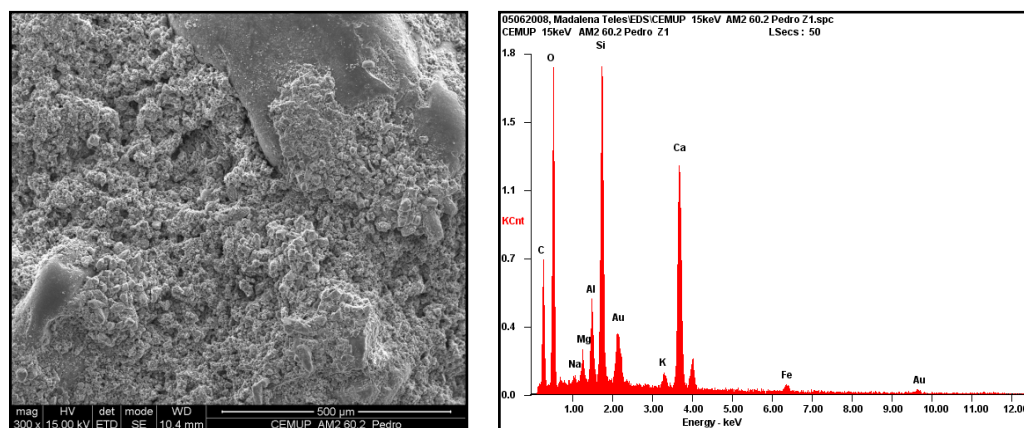 mag HV det mode WD 500 µm
300 x 15.00 kV ETD SE 10.4 mm CEMUP AM2 60.2 Pedro
05062008, Madalena Teles\EDS\CEMUP 15keV AM2 60.2 Pedro Z1.spc
CEMUP 15keV AM2 60.2 Pedro Z1 LSecs : 50
1.8
1.5
1.1
KCnt
0.7
0.4
0.0
C
O
Na
Mg
Al
Si
Au
K
Ca
Fe
Au
1.00 2.00 3.00 4.00 5.00 6.00 7.00 8.00 9.00 10.00 11.00 12.00
Energy - keV